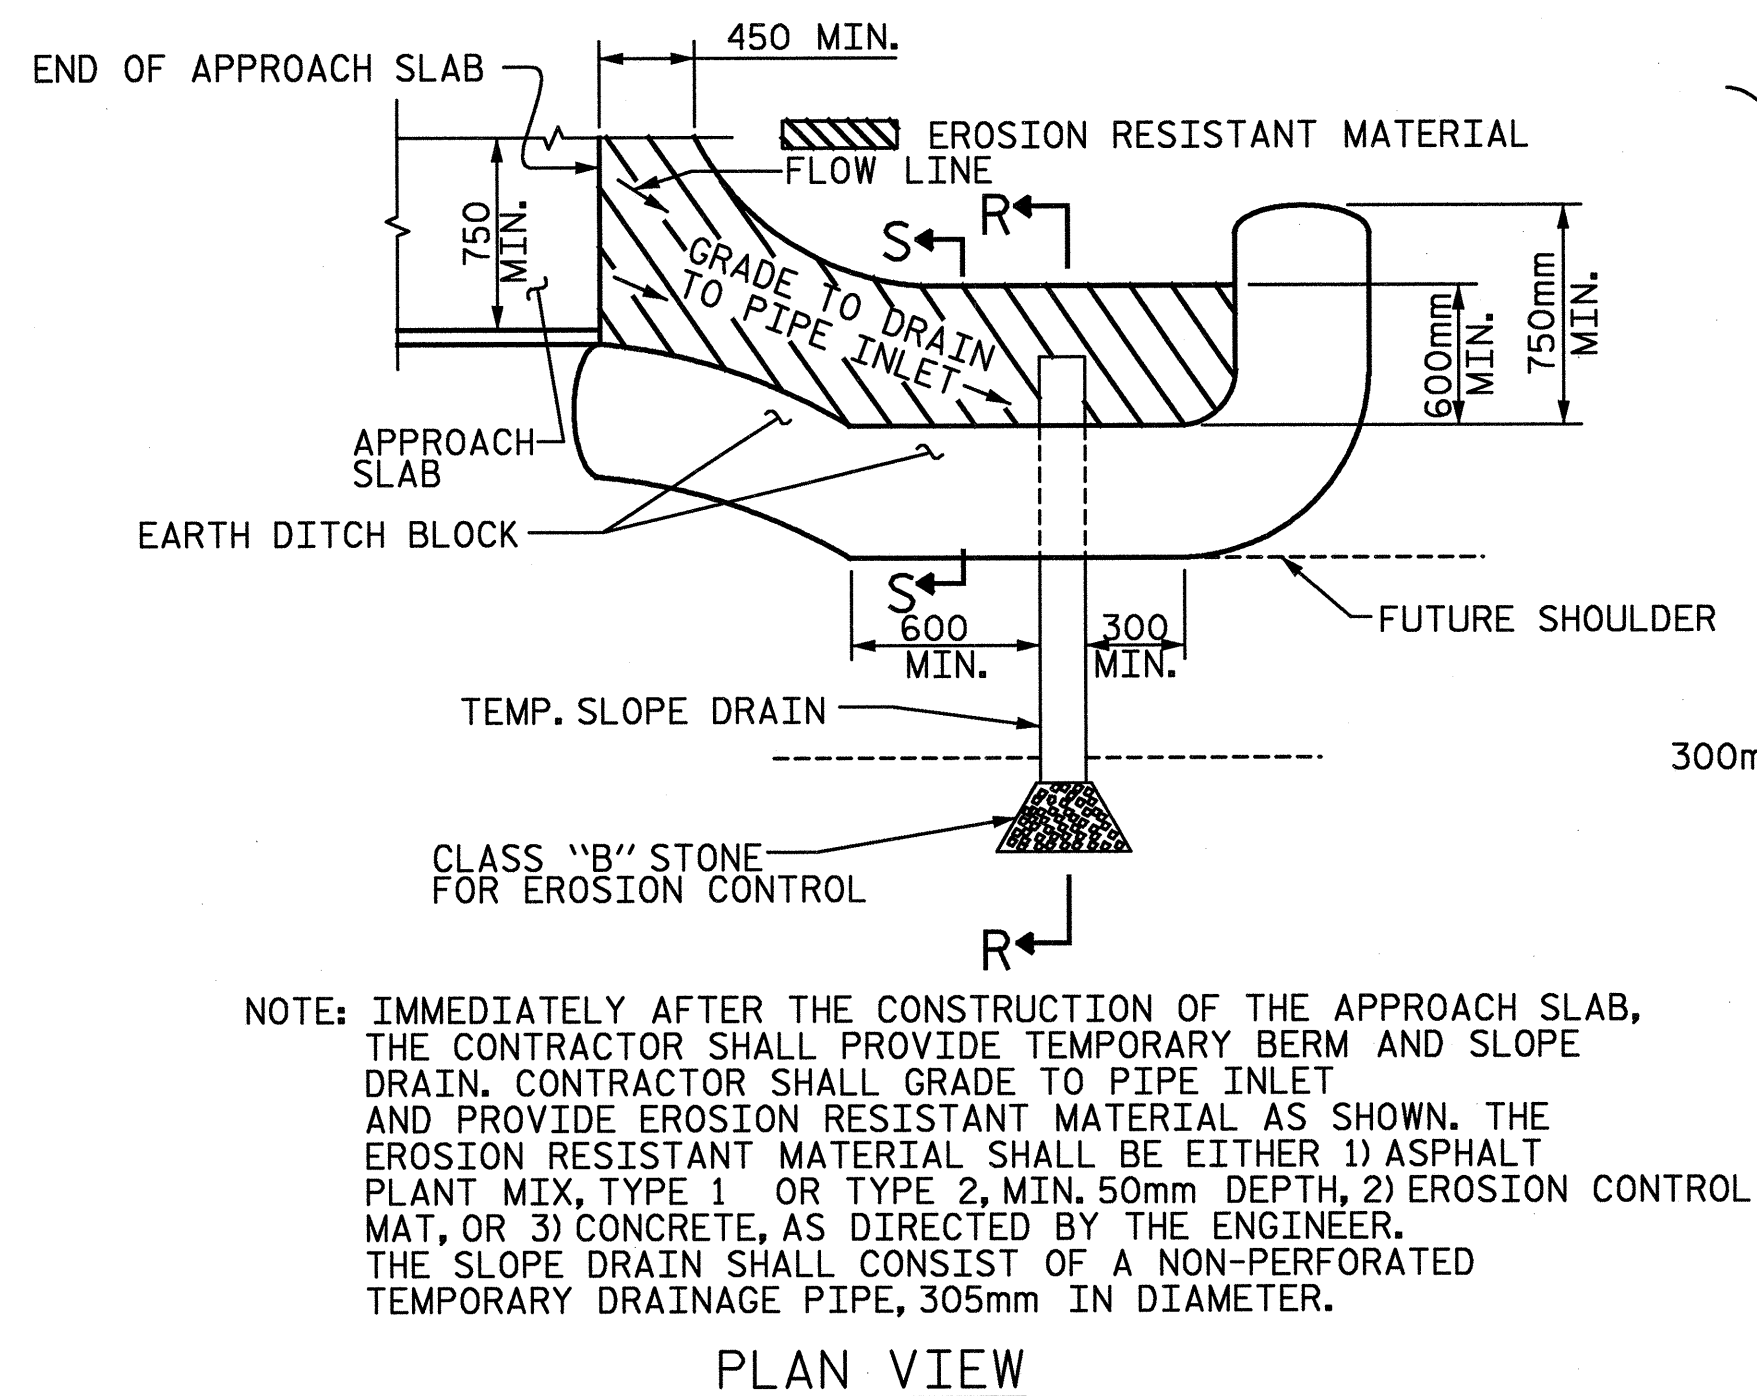 450 MIN.
END OF APPROACH SLAB
EROSION RESISTANT MATERIAL
FLOW LINE
R
S
750
MIN.
GRADE TO DRAIN
TO PIPE INLET
600mm
MIN.
750mm
MIN.
APPROACH
SLAB
EARTH DITCH BLOCK
S
600
MIN.
300
MIN.
FUTURE SHOULDER
TEMP. SLOPE DRAIN
300m
CLASS "B" STONE
FOR EROSION CONTROL
R
NOTE: IMMEDIATELY AFTER THE CONSTRUCTION OF THE APPROACH SLAB,
THE CONTRACTOR SHALL PROVIDE TEMPORARY BERM AND SLOPE
DRAIN. CONTRACTOR SHALL GRADE TO PIPE INLET
AND PROVIDE EROSION RESISTANT MATERIAL AS SHOWN. THE
EROSION RESISTANT MATERIAL SHALL BE EITHER 1) ASPHALT
PLANT MIX, TYPE 1 OR TYPE 2, MIN. 50mm DEPTH, 2) EROSION CONTROL
MAT, OR 3) CONCRETE, AS DIRECTED BY THE ENGINEER.
THE SLOPE DRAIN SHALL CONSIST OF A NON-PERFORATED
TEMPORARY DRAINAGE PIPE, 305mm IN DIAMETER.
PLAN VIEW